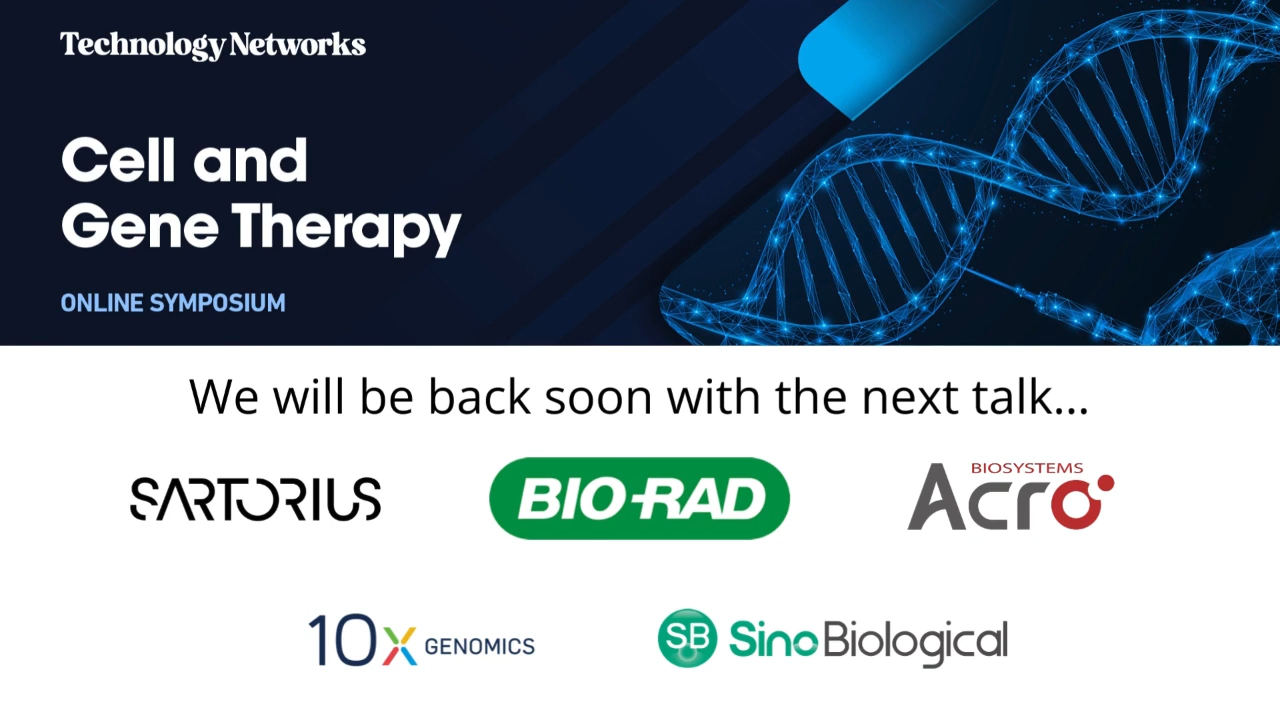 Technology Networks
Cell and
Gene Therapy
ONLINE SYMPOSIUM
We will be back soon with the next talk...
SARTORIUS
BIO-RAD
BIOSYSTEMS
Acro
10x GENOMICS
SB SinoBiological